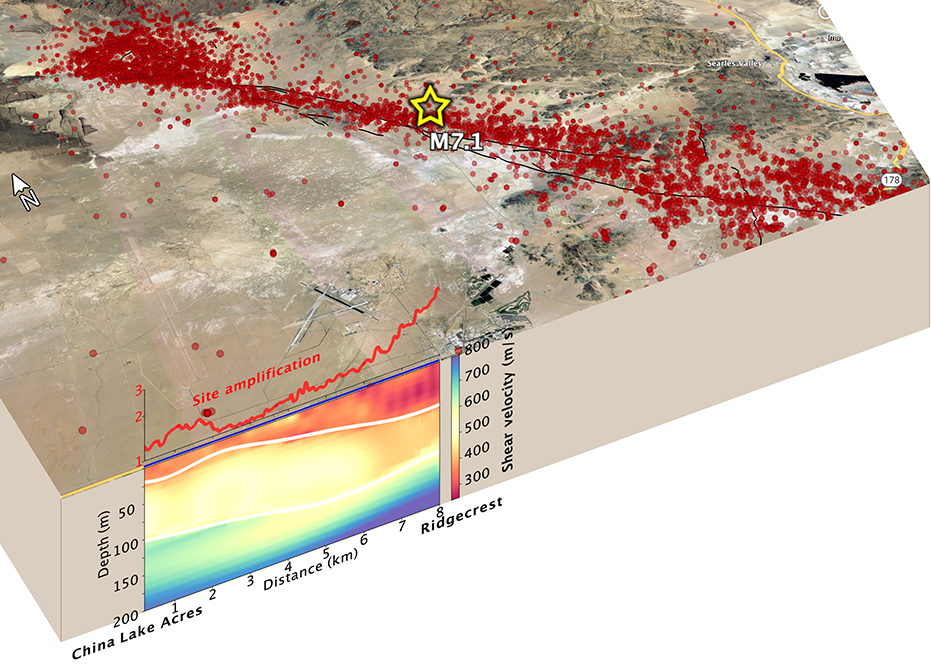 Searles Valley
M7.1
N
178
Site amplification
3
2
1
800
700
600
500
400
300
Shear velocity (m/s)
50
100
150
200
Depth (m)
1
2
3
4
5
6
7
8
Distance (km)
China Lake Acres
Ridgecrest